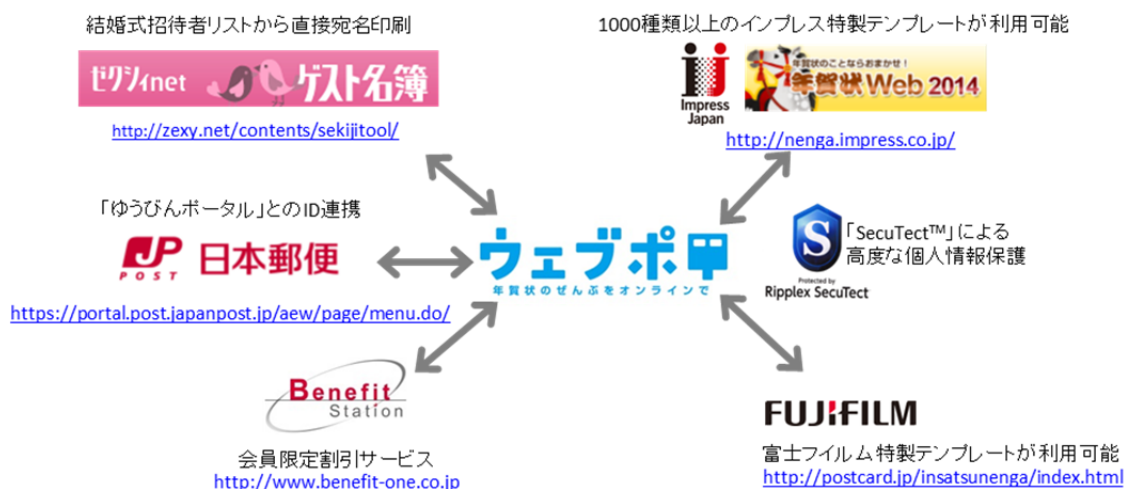 結婚式招待者リストから直接宛名印刷
ゼクシィnet ゲスト名簿
http://zexy.net/contents/sekijitool/
1000種類以上のインプレス特製テンプレートが利用可能
Impress
Japan
年賀状のことならおまかせ!
年賀状Web 2014
http://nenga.impress.co.jp/
「ゆうびんポータル」とのID連携
JP
POST
日本郵便
https://portal.post.japanpost.jp/aew/page/menu.do/
ウェブポ
年賀状のぜんぶをオンラインで
S
Protected by
Ripplex SecuTect
「SecuTect™」による
高度な個人情報保護
Benefit
Station
会員限定割引サービス
http://www.benefit-one.co.jp
FUJIFILM
富士フイルム特製テンプレートが利用可能
http://postcard.jp/insatsunenga/index.html